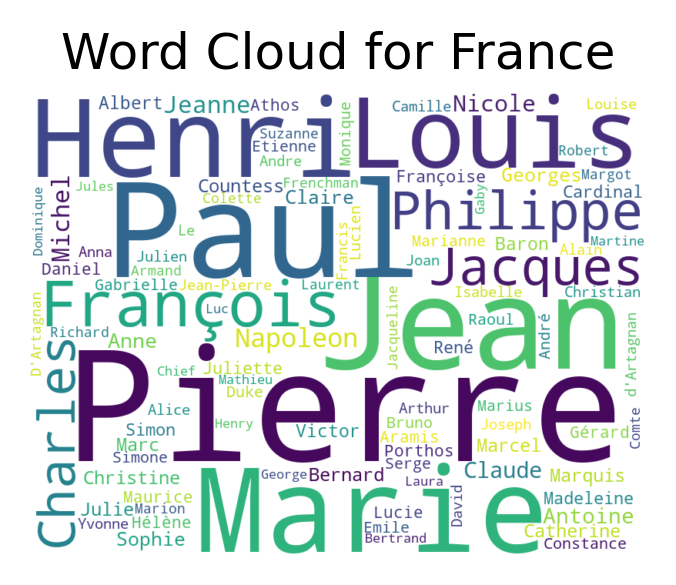 Word Cloud for France
Henri
Albert
Jeanne
Athos
Suzanne
Etienne
Andre
Monique
Louis
Camille
Nicole
Louise
Robert
Jules
Dominique
Michel
Paul
Countess
Frenchman
Colette
Claire
Françoise
Georges
Margot
Cardinal
Gaby
Philippe
Le
Anna
Julien
Daniel
Armand
Francis
Lucien
Marianne
Baron
Alain
Martine
Joan
Jacques
Gabrielle
Jean-Pierre
Laurent
Isabelle
Christian
François
Luc
Jean
Jacqueline
Raoul
André
D'Artagnan
d'Artagnan
Richard
Anne
Napoleon
René
Charles
Pierre
Chief
Juliette
Mathieu
Duke
Alice
Henry
Simon
Marc
Simone
Victor
Arthur
Bruno
Aramis
Porthos
Serge
Marius
Joseph
Marcel
Gérard
Comte
Christine
Marie
George
Bernard
Laura
Claude
Marquis
Maurice
Julie
Marion
Yvonne
Hélène
Sophie
Lucie
Emile
Bertrand
David
Madeleine
Antoine
Catherine
Constance